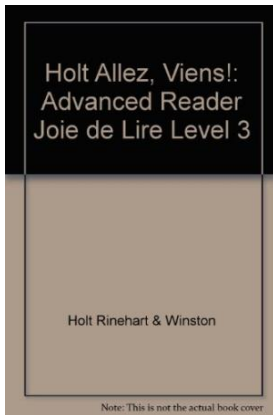 Holt Allez, Viens!:
Advanced Reader
Joie de Lire Level 3
Holt Rinehart & Winston
Note: This is not the actual book cover